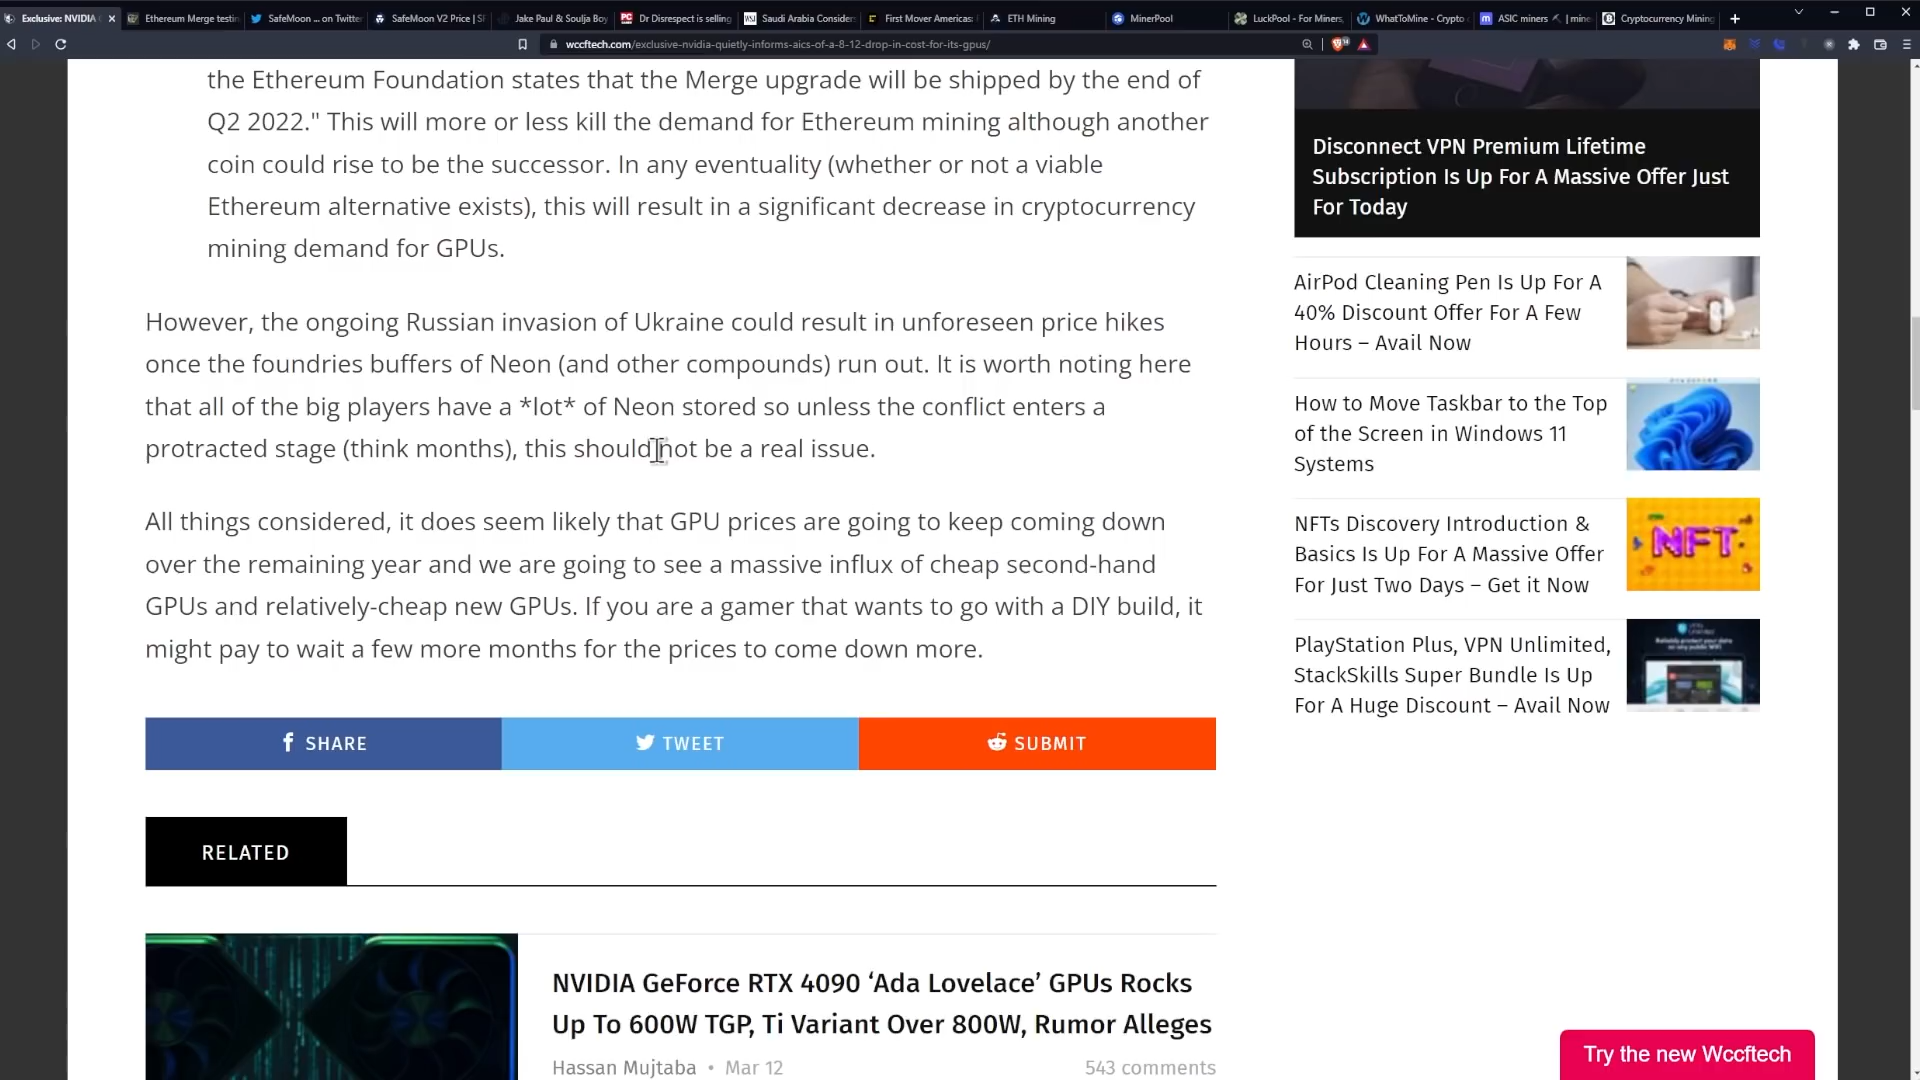 Exclusive: NVIDIA
Ethereum Merge testin
SafeMoon ... on Twitter
SafeMoon V2 Price | S
Jake Paul & Soulja Boy
Dr Disrespect is selling
Saudi Arabia Consider
First Mover Americas:
ETH Mining
MinerPool
LuckPool - For Miners,
WhatToMine - Crypto
ASIC miners | mine
Cryptocurrency Mining
wccftech.com/exclusive-nvidia-quietly-informs-aics-of-a-8-12-drop-in-cost-for-its-gpus/
the Ethereum Foundation states that the Merge upgrade will be shipped by the end of
Q2 2022." This will more or less kill the demand for Ethereum mining although another
coin could rise to be the successor. In any eventuality (whether or not a viable
Ethereum alternative exists), this will result in a significant decrease in cryptocurrency
mining demand for GPUs.
However, the ongoing Russian invasion of Ukraine could result in unforeseen price hikes
once the foundries buffers of Neon (and other compounds) run out. It is worth noting here
that all of the big players have a *lot* of Neon stored so unless the conflict enters a
protracted stage (think months), this should not be a real issue.
All things considered, it does seem likely that GPU prices are going to keep coming down
over the remaining year and we are going to see a massive influx of cheap second-hand
GPUs and relatively-cheap new GPUs. If you are a gamer that wants to go with a DIY build, it
might pay to wait a few more months for the prices to come down more.
SHARE
TWEET
SUBMIT
RELATED
NVIDIA GeForce RTX 4090 ‘Ada Lovelace’ GPUs Rocks
Up To 600W TGP, Ti Variant Over 800W, Rumor Alleges
Hassan Mujtaba • Mar 12
543 comments
Disconnect VPN Premium Lifetime
Subscription Is Up For A Massive Offer Just
For Today
AirPod Cleaning Pen Is Up For A
40% Discount Offer For A Few
Hours – Avail Now
How to Move Taskbar to the Top
of the Screen in Windows 11
Systems
NFTs Discovery Introduction &
Basics Is Up For A Massive Offer
For Just Two Days – Get it Now
NFT
PlayStation Plus, VPN Unlimited,
StackSkills Super Bundle Is Up
For A Huge Discount – Avail Now
Try the new Wccftech